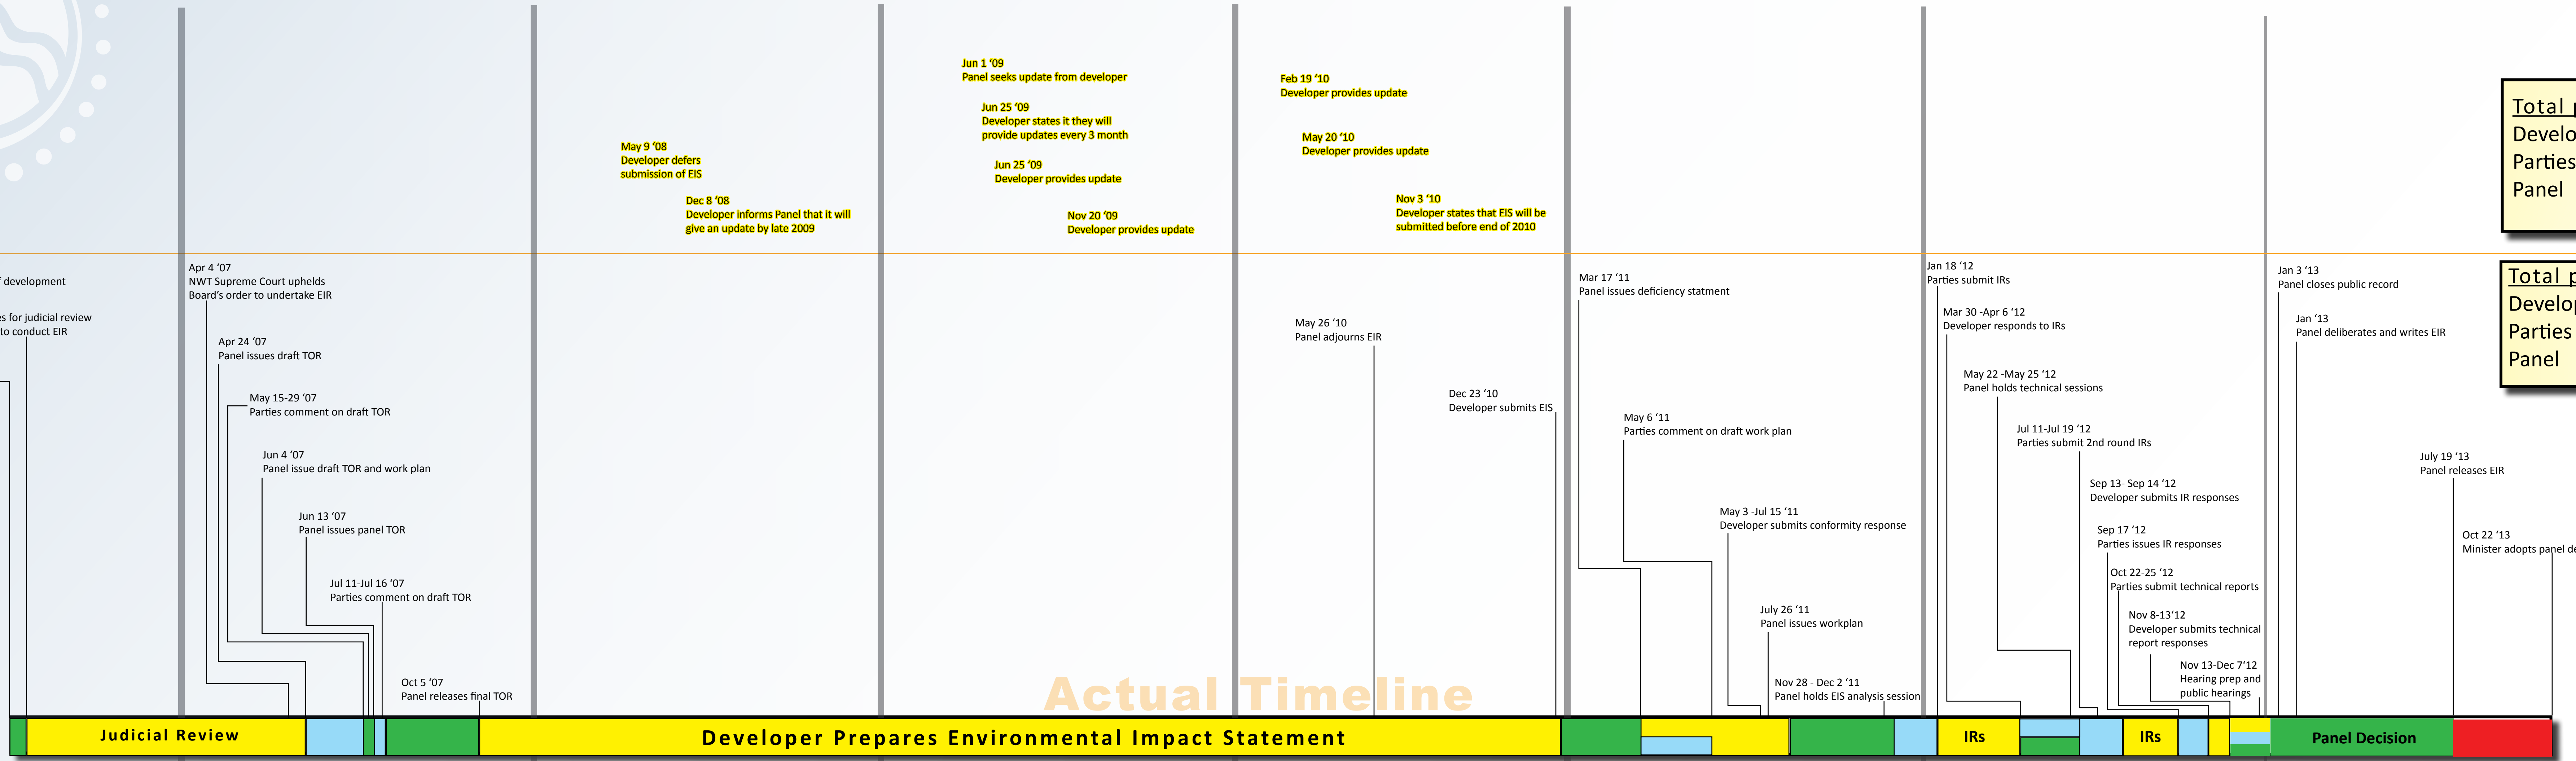 Jun 1 ‘09
Panel seeks update from developer
Jun 25 ‘09
Developer states it they will
provide updates every 3 month
Jun 25 ‘09
Developer provides update
Nov 20 ‘09
Developer provides update
May 9 ‘08
Developer defers
submission of EIS
Dec 8 ‘08
Developer informs Panel that it will
give an update by late 2009
Feb 19 ‘10
Developer provides update
May 20 ‘10
Developer provides update
Nov 3 ‘10
Developer states that EIS will be
submitted before end of 2010
Total p
Develo
Parties
Panel
f development
es for judicial review
to conduct EIR
Apr 4 ‘07
NWT Supreme Court upholds
Board’s order to undertake EIR
Apr 24 ‘07
Panel issues draft TOR
May 15-29 ‘07
Parties comment on draft TOR
Jun 4 ‘07
Panel issue draft TOR and work plan
Jun 13 ‘07
Panel issues panel TOR
Jul 11-Jul 16 ‘07
Parties comment on draft TOR
Oct 5 ‘07
Panel releases final TOR
May 26 ‘10
Panel adjourns EIR
Dec 23 ‘10
Developer submits EIS
Mar 17 ‘11
Panel issues deficiency statment
May 6 ‘11
Parties comment on draft work plan
May 3 -Jul 15 ‘11
Developer submits conformity response
July 26 ‘11
Panel issues workplan
Nov 28 - Dec 2 ‘11
Panel holds EIS analysis session
Jan 18 ‘12
Parties submit IRs
Mar 30 -Apr 6 ‘12
Developer responds to IRs
May 22 -May 25 ‘12
Panel holds technical sessions
Jul 11-Jul 19 ‘12
Parties submit 2nd round IRs
Sep 13- Sep 14 ‘12
Developer submits IR responses
Sep 17 ‘12
Parties issues IR responses
Oct 22-25 ‘12
Parties submit technical reports
Nov 8-13‘12
Developer submits technical
report responses
Nov 13-Dec 7‘12
Hearing prep and
public hearings
Jan 3 ‘13
Panel closes public record
Jan ‘13
Panel deliberates and writes EIR
July 19 ‘13
Panel releases EIR
Oct 22 ‘13
Minister adopts panel de
Total p
Develop
Parties
Panel
Actual Timeline
Judicial Review
Developer Prepares Environmental Impact Statement
IRs
IRs
Panel Decision